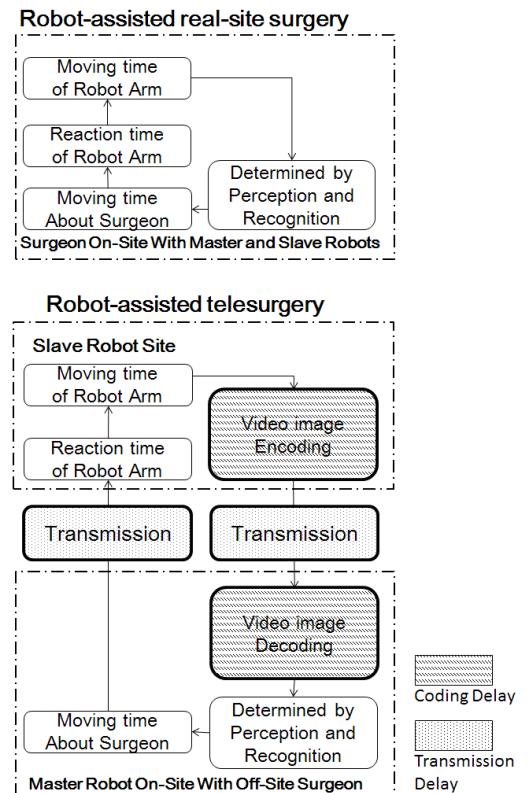 Robot-assisted real-site surgery
Moving time
of Robot Arm
Reaction time
of Robot Arm
Determined by
Perception and
Recognition
Moving time
About Surgeon
Surgeon On-Site With Master and Slave Robots
Robot-assisted telesurgery
Slave Robot Site
Moving time
of Robot Arm
Video image
Encoding
Reaction time
of Robot Arm
Transmission
Transmission
Video image
Decoding
Determined by
Perception and
Recognition
Moving time
About Surgeon
Master Robot On-Site With Off-Site Surgeon
Coding Delay
Transmission
Delay